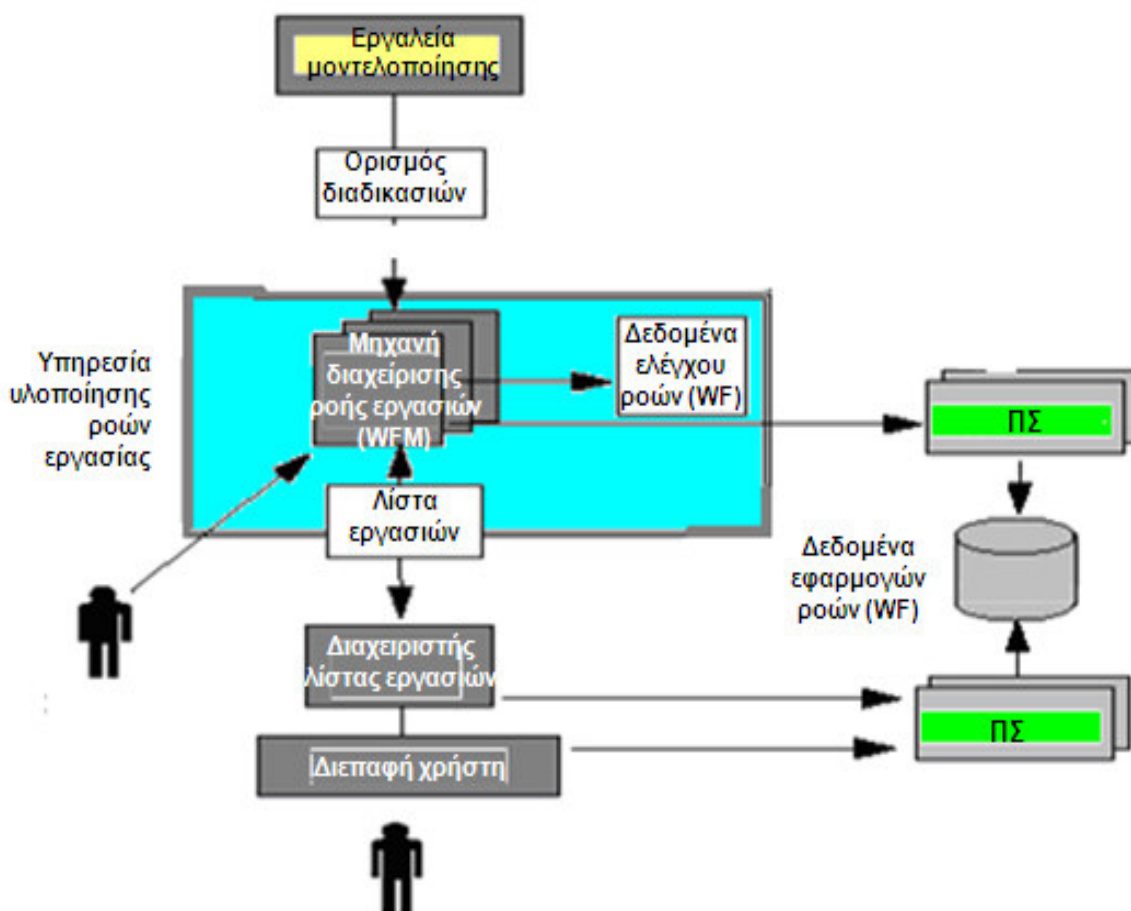 Εργαλεία
μοντελοποίησης
Ορισμός
διαδικασιών
Υπηρεσία
υλοποίησης
ροών
εργασίας
Μηχανή
διαχείρισης
ροής εργασιών
(WFM)
Δεδομένα
ελέγχου
ροών (WF)
ΠΣ
Λίστα
εργασιών
Δεδομένα
εφαρμογών
ροών (WF)
Διαχειριστής
λίστας εργασιών
ΠΣ
Διεπαφή χρήστη